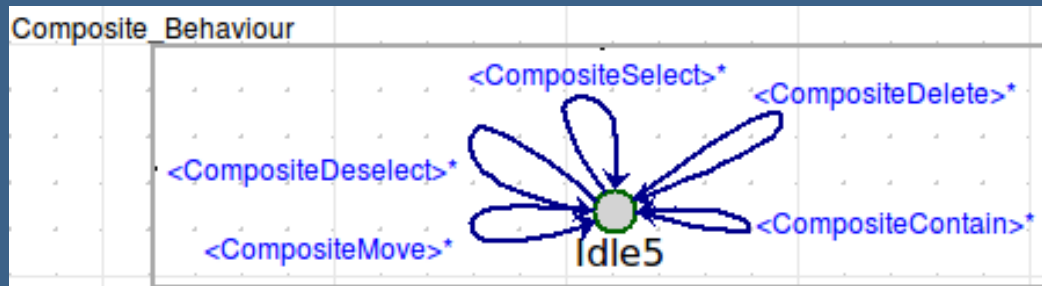 Composite_Behaviour
<CompositeSelect>*
<CompositeDelete>*
<CompositeDeselect>*
<CompositeContain>*
<CompositeMove>*
Idle5